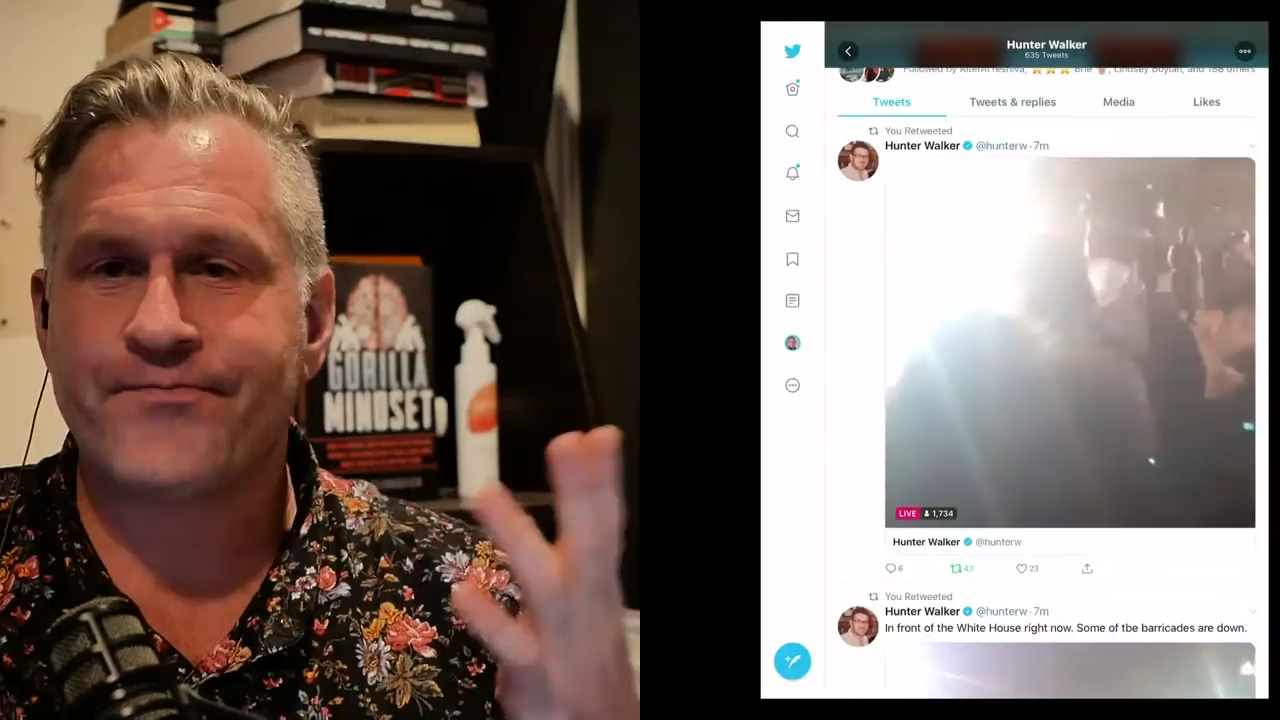 GORILLA
MINDSET
Hunter Walker
635 Tweets
Tweets
Tweets & replies
Media
Likes
You Retweeted
Hunter Walker @hunterw · 7m
LIVE 1,734
Hunter Walker @hunterw
6
43
23
You Retweeted
Hunter Walker @hunterw · 7m
In front of the White House right now. Some of tbe barricades are down.